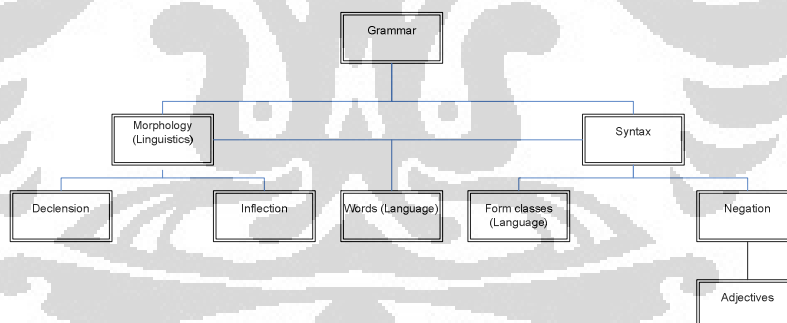 Grammar
Morphology
(Linguistics)
Syntax
Declension
Inflection
Words (Language)
Form classes
(Language)
Negation
Adjectives